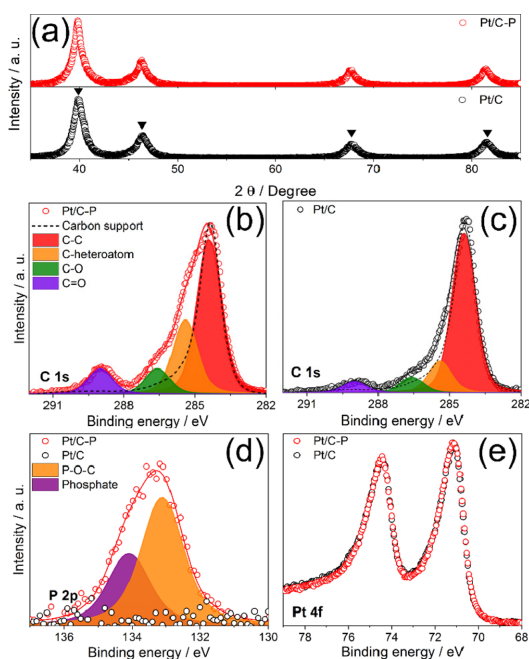 (a)
Pt/C-P
Pt/C
Intensity / a. u.
40 50 60 70 80
2 θ / Degree
(b)
Pt/C-P
Carbon support
C-C
C-heteroatom
C-O
C=O
C 1s
Intensity / a. u.
291 288 285 282
Binding energy / eV
(c)
Pt/C
C 1s
Intensity / a. u.
291 288 285 282
Binding energy / eV
(d)
Pt/C-P
Pt/C
P-O-C
Phosphate
P 2p
Intensity / a. u.
136 134 132 130
Binding energy / eV
(e)
Pt/C-P
Pt/C
Pt 4f
Intensity / a. u.
78 76 74 72 70 68
Binding energy / eV